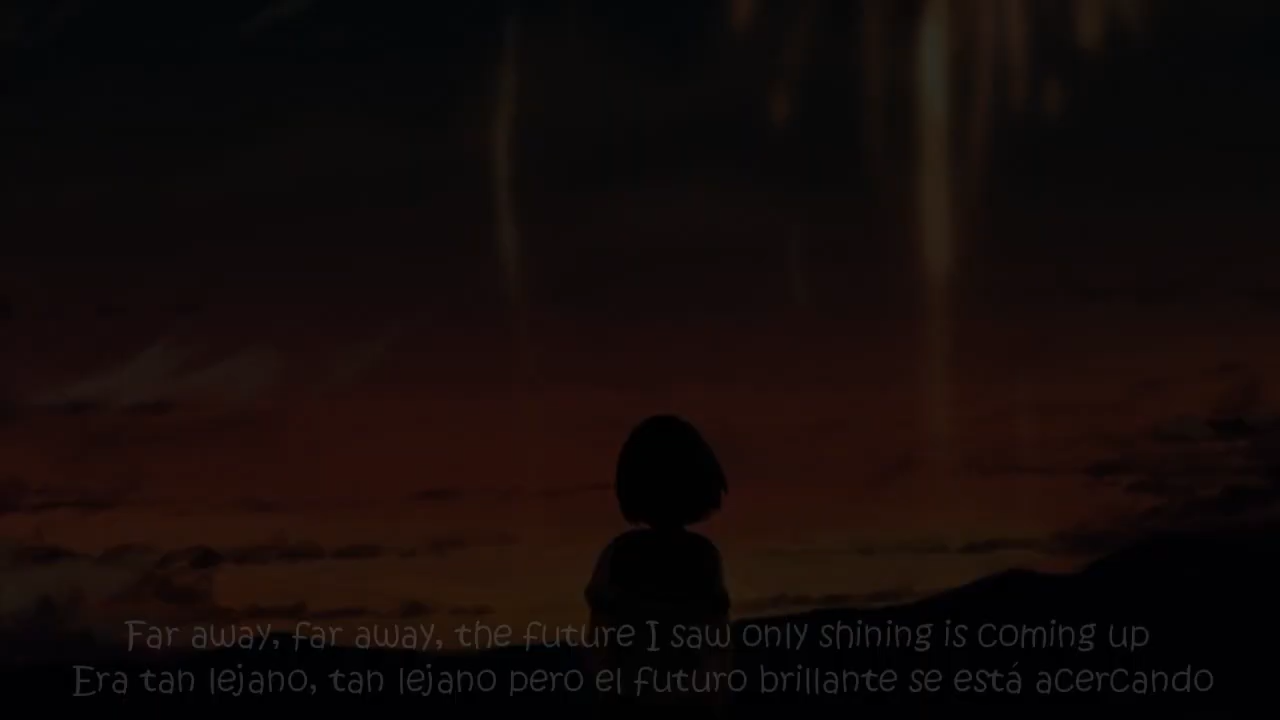 Far away, far away, the future I saw only shining is coming up
Era tan lejano, tan lejano pero el futuro brillante se está acercando